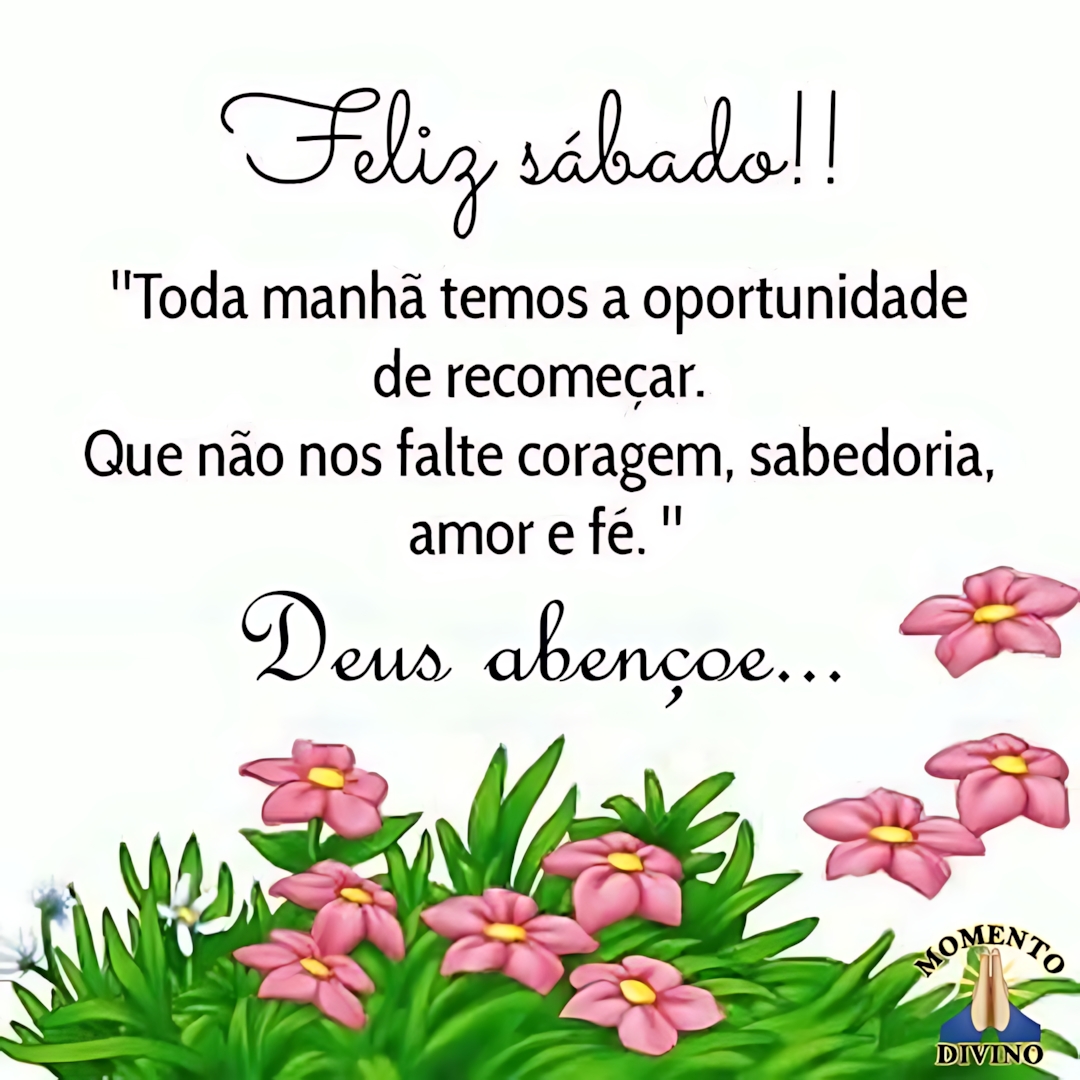 Feliz sábado!!
"Toda manhã temos a oportunidade
de recomeçar.
Que não nos falte coragem, sabedoria,
amor e fé. "
Deus abençoe...
MOMENTO
DIVINO